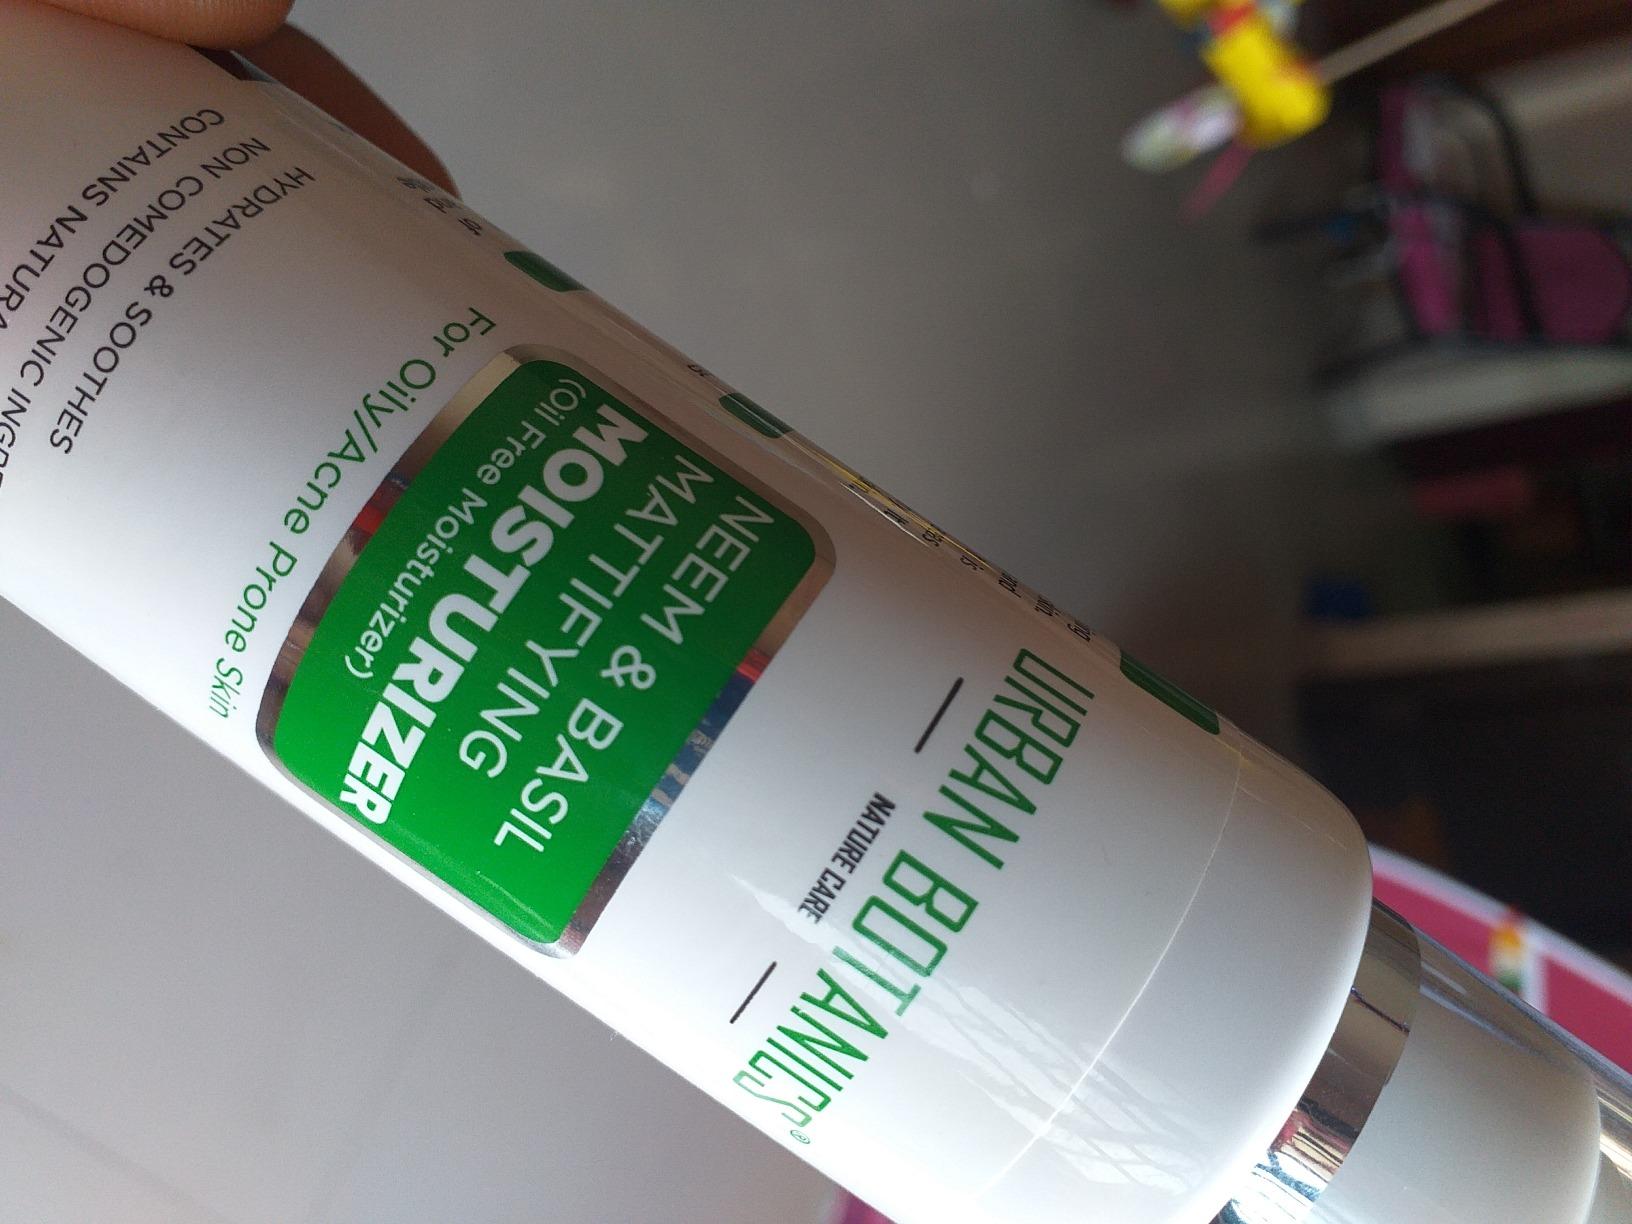 URBAN BOTANICS®
NATURE CARE
NEEM & BASIL
MATTIFYING
MOISTURIZER
(Oil Free Moisturizer)
For Oily/Acne Prone Skin
HYDRATES & SOOTHES
NON COMEDOGENIC
CONTAINS